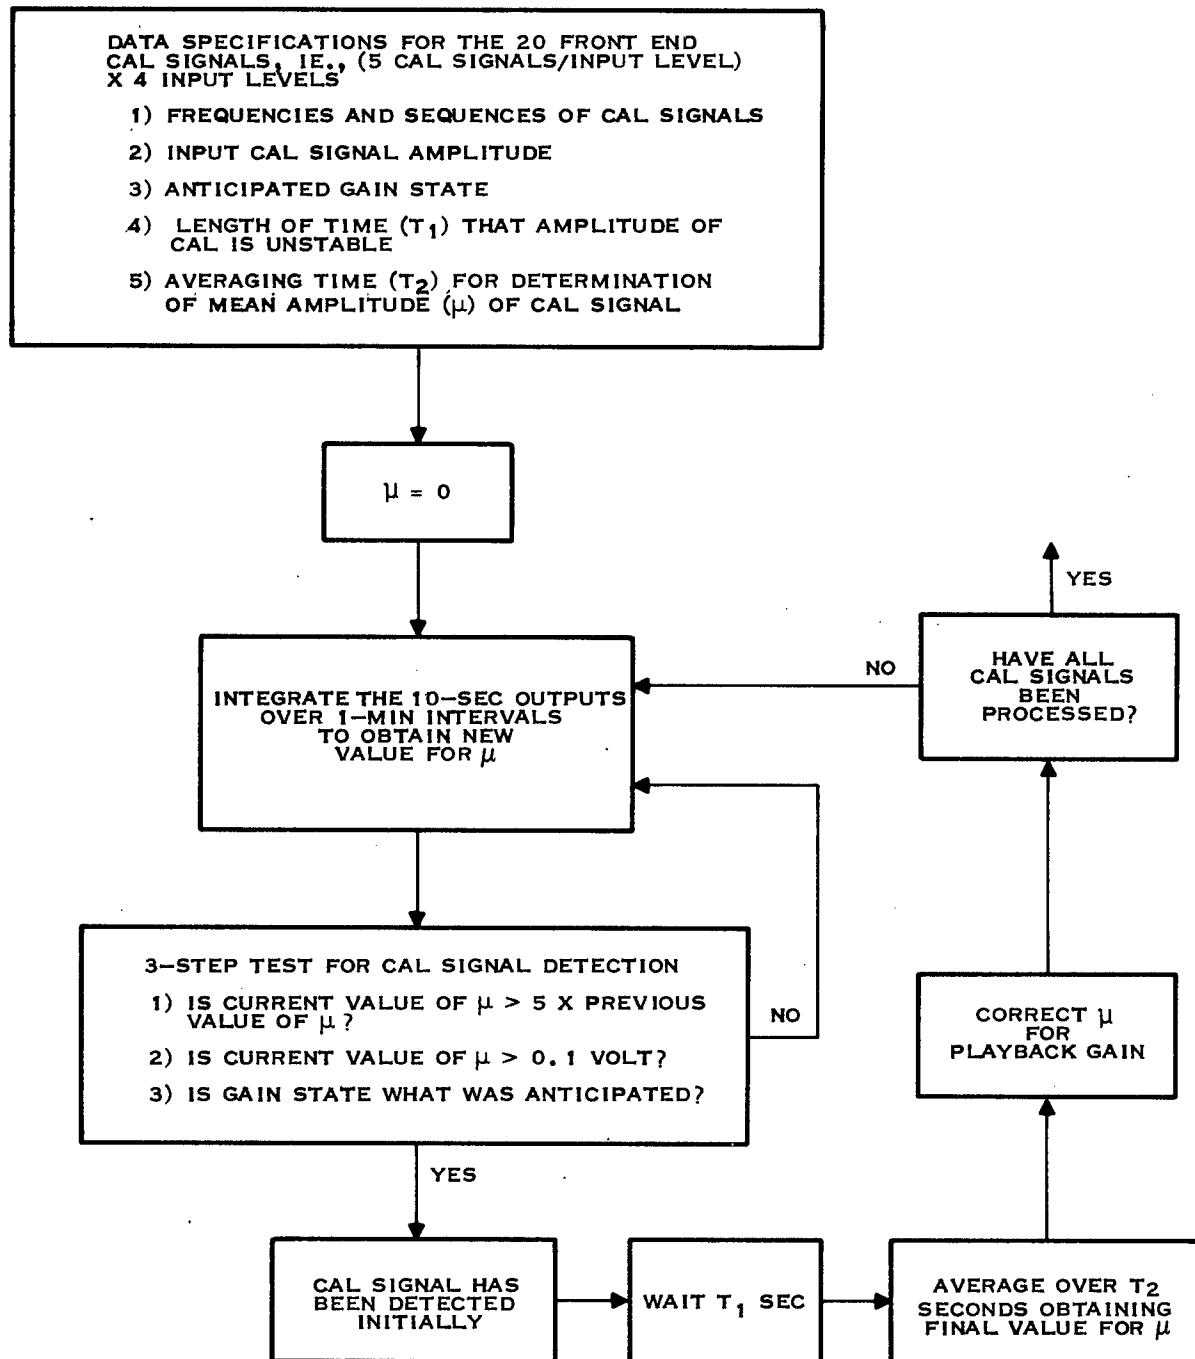 DATA SPECIFICATIONS FOR THE 20 FRONT END
CAL SIGNALS, IE., (5 CAL SIGNALS/INPUT LEVEL)
X 4 INPUT LEVELS
1) FREQUENCIES AND SEQUENCES OF CAL SIGNALS
2) INPUT CAL SIGNAL AMPLITUDE
3) ANTICIPATED GAIN STATE
4) LENGTH OF TIME (T₁) THAT AMPLITUDE OF
CAL IS UNSTABLE
5) AVERAGING TIME (T₂) FOR DETERMINATION
OF MEAN AMPLITUDE (μ) OF CAL SIGNAL
μ = 0
INTEGRATE THE 10-SEC OUTPUTS
OVER 1-MIN INTERVALS
TO OBTAIN NEW
VALUE FOR μ
3-STEP TEST FOR CAL SIGNAL DETECTION
1) IS CURRENT VALUE OF μ > 5 X PREVIOUS
VALUE OF μ?
2) IS CURRENT VALUE OF μ > 0.1 VOLT?
3) IS GAIN STATE WHAT WAS ANTICIPATED?
NO
YES
CAL SIGNAL HAS
BEEN DETECTED
INITIALLY
WAIT T₁ SEC
AVERAGE OVER T₂
SECONDS OBTAINING
FINAL VALUE FOR μ
CORRECT μ
FOR
PLAYBACK GAIN
HAVE ALL
CAL SIGNALS
BEEN
PROCESSED?
NO
YES